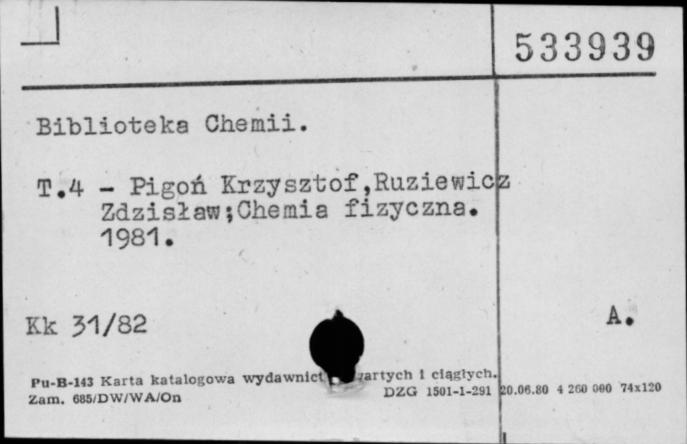 533939
Biblioteka Chemii.
T.4 - Pigoń Krzysztof,Ruziewicz
Zdzisław;Chemia fizyczna.
1981.
Kk 31/82
A.
Pu-B-143 Karta katalogowa wydawnict artych i ciągłych.
Zam. 685/DW/WA/On DZG 1501-1-291 20.06.80 4 260 000 74x120